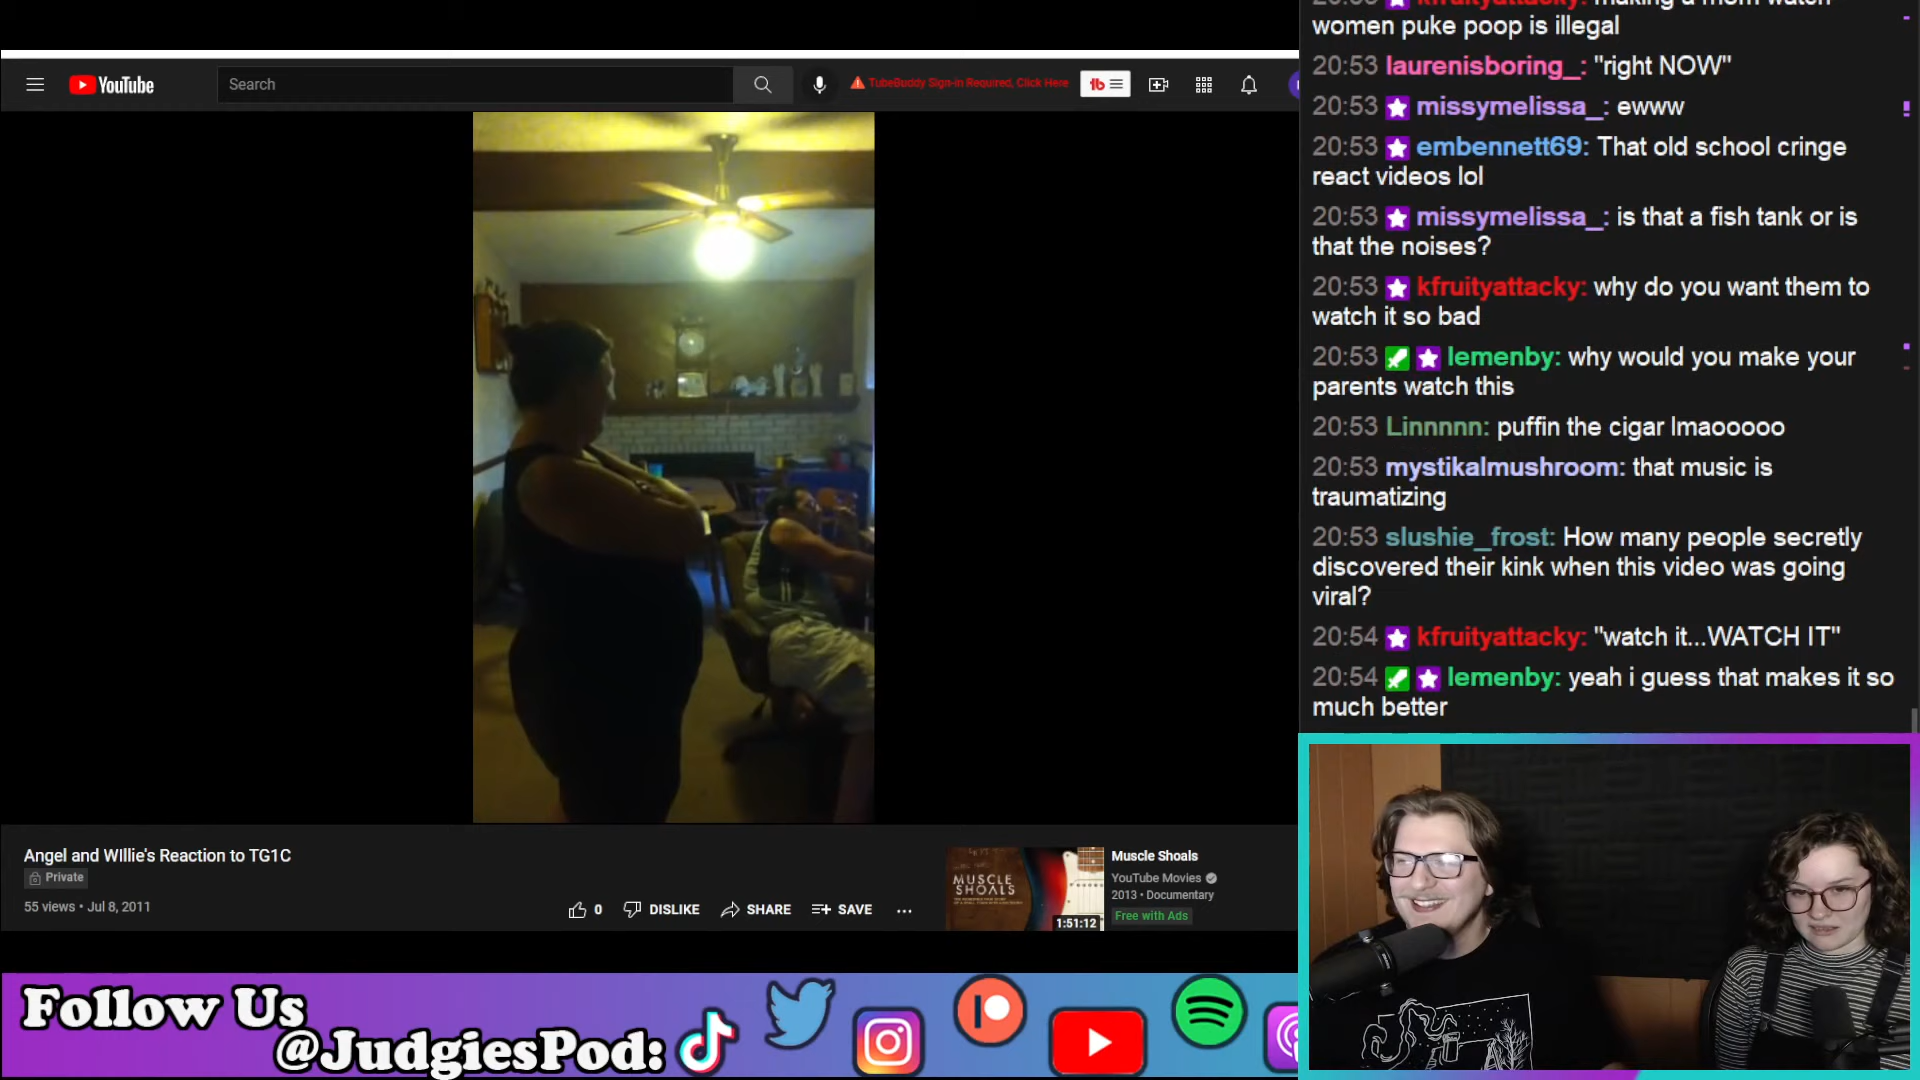 YouTube
Search
TubeBuddy Sign-in Required, Click Here
tb
Angel and WIllie's Reaction to TG1C
Private
55 views • Jul 8, 2011
0
DISLIKE
SHARE
SAVE
MUSCLE
SHOALS
1:51:12
Muscle Shoals
YouTube Movies
2013 • Documentary
Free with Ads
women puke poop is illegal
20:53 laurenisboring_: "right NOW"
20:53 missymelissa_: ewww
20:53 embennett69: That old school cringe
react videos lol
20:53 missymelissa_: is that a fish tank or is
that the noises?
20:53 kfruityattacky: why do you want them to
watch it so bad
20:53 lemenby: why would you make your
parents watch this
20:53 Linnnnn: puffin the cigar lmaooooo
20:53 mystikalmushroom: that music is
traumatizing
20:53 slushie_frost: How many people secretly
discovered their kink when this video was going
viral?
20:54 kfruityattacky: "watch it...WATCH IT"
20:54 lemenby: yeah i guess that makes it so
much better
Follow Us
@JudgiesPod: